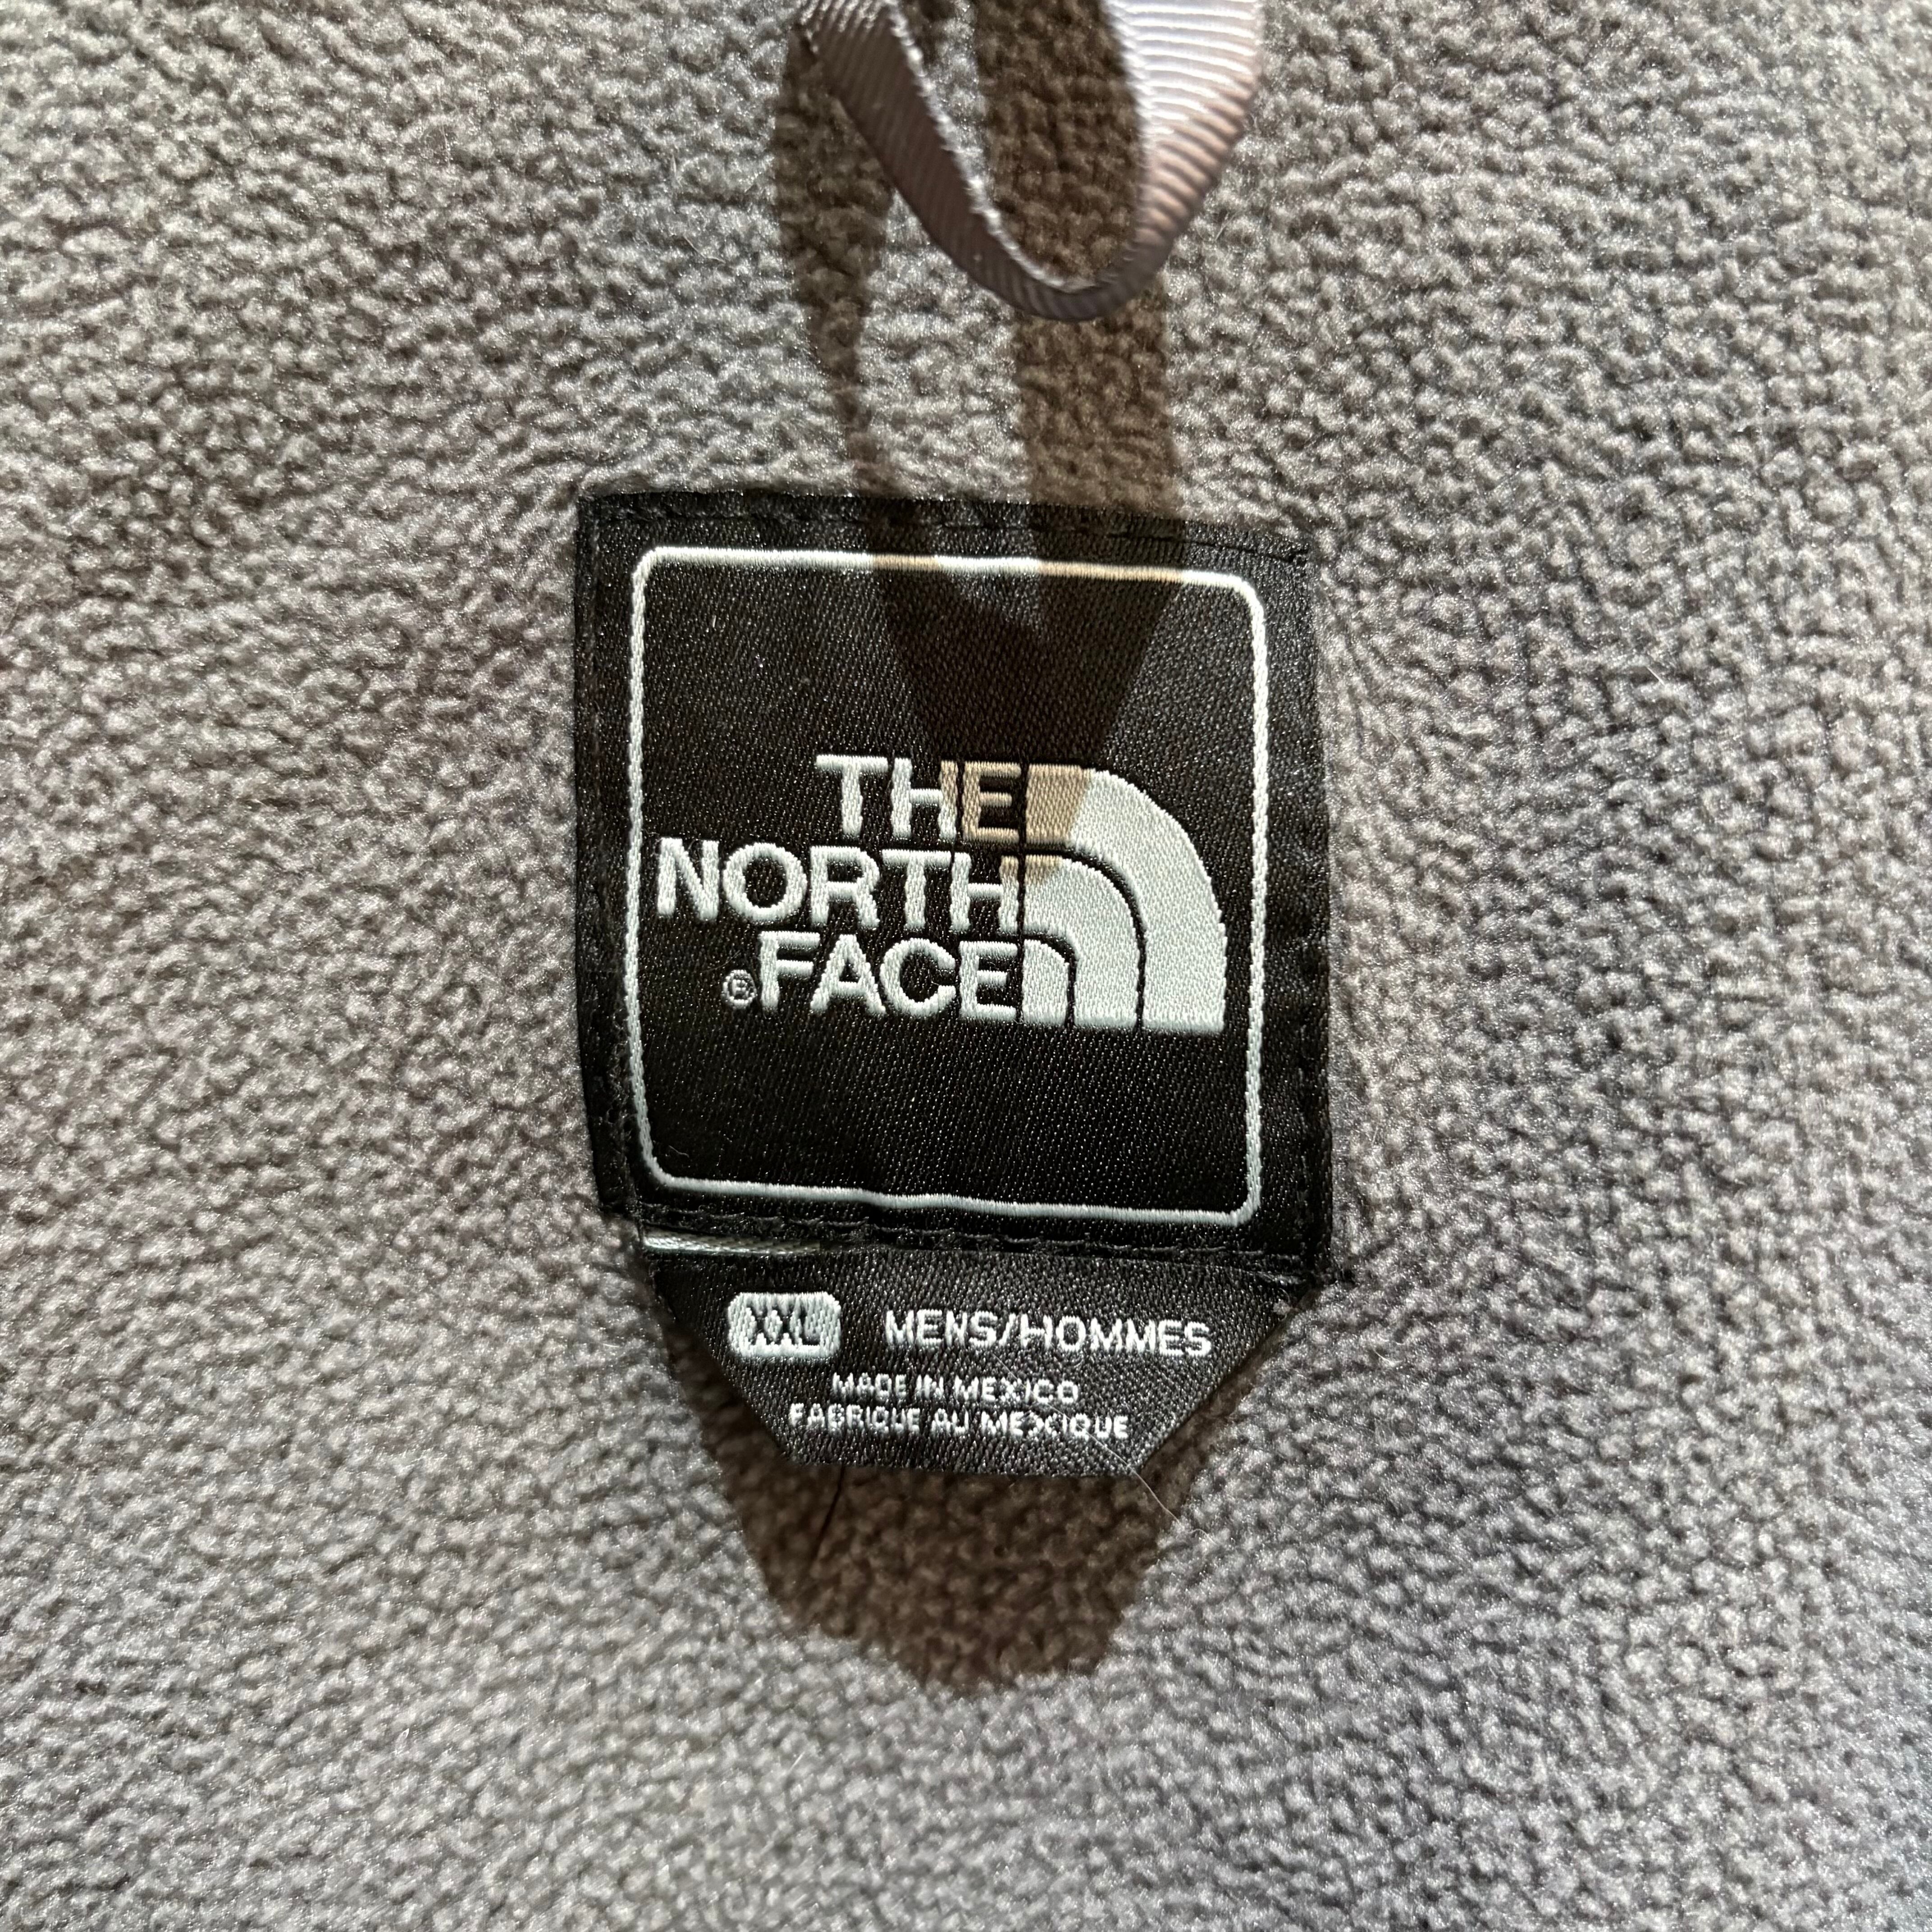 THE
NORTH
®FACE
XXL MENS/HOMMES
MADE IN MEXICO
FABRIQUE AU MEXIQUE